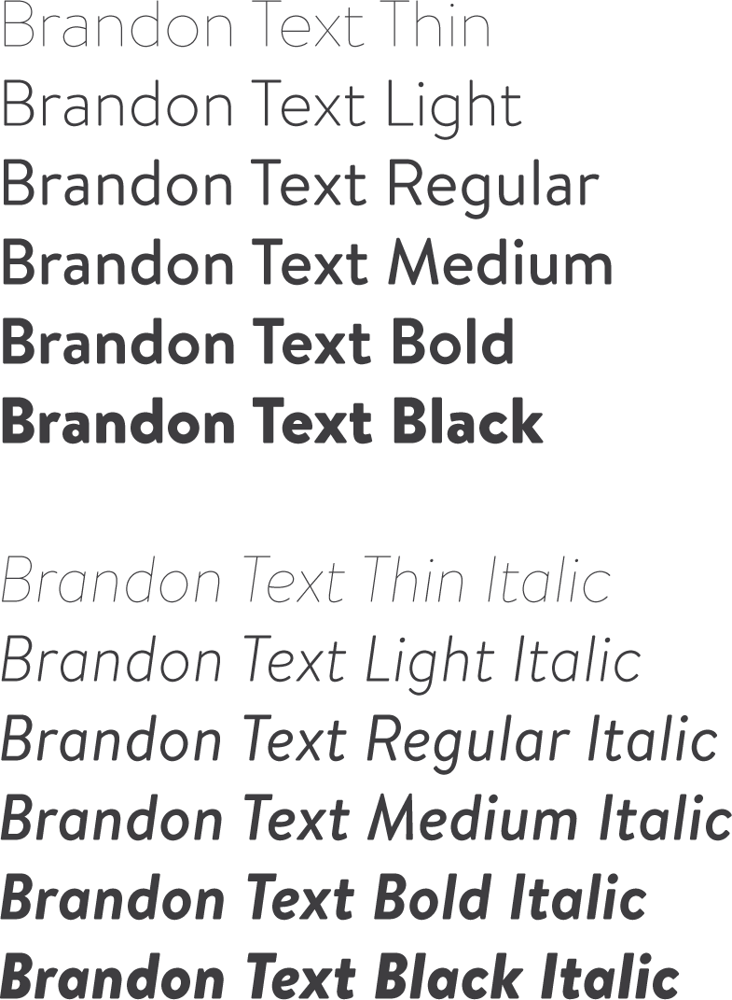 Brandon Text Thin
Brandon Text Light
Brandon Text Regular
Brandon Text Medium
Brandon Text Bold
Brandon Text Black
Brandon Text Thin Italic
Brandon Text Light Italic
Brandon Text Regular Italic
Brandon Text Medium Italic
Brandon Text Bold Italic
Brandon Text Black Italic